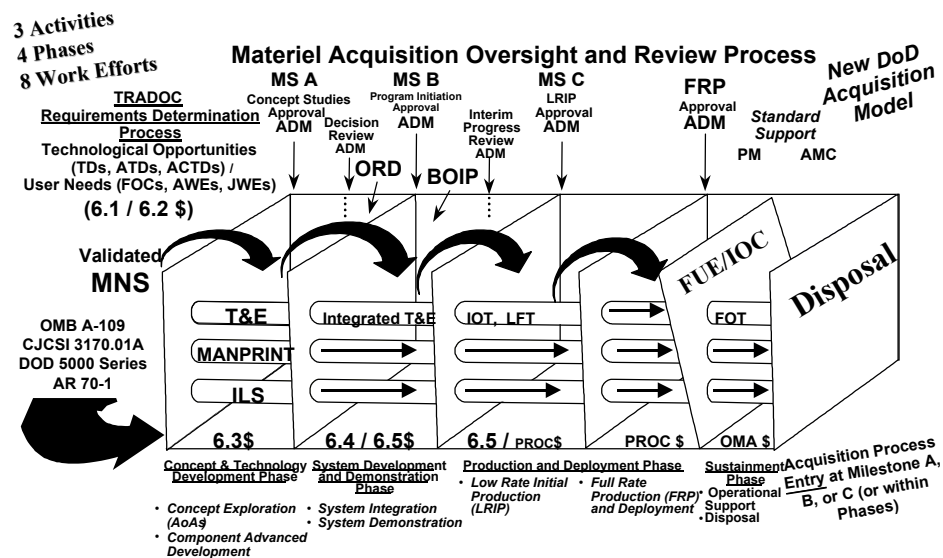 3 Activities
4 Phases
8 Work Efforts
Materiel Acquisition Oversight and Review Process
New DoD
Acquisition
Model
TRADOC
Requirements Determination
Process
Technological Opportunities
(TDs, ATDs, ACTDs) /
User Needs (FOCs, AWEs, JWEs)
(6.1 / 6.2 $)
MS A
Concept Studies
Approval
ADM
Decision
Review
ADM
MS B
Program Initiation
Approval
ADM
Interim
Progress
Review
ADM
MS C
LRIP
Approval
ADM
FRP
Approval
ADM
Standard
Support
PM AMC
ORD
BOIP
Validated
MNS
FUE/IOC
Disposal
OMB A-109
CJCSI 3170.01A
DOD 5000 Series
AR 70-1
T&E
Integrated T&E
IOT, LFT
FOT
MANPRINT
ILS
6.3$
6.4 / 6.5$
6.5 / PROC$
PROC $
OMA $
Concept & Technology
Development Phase
• Concept Exploration
(AoAs)
• Component Advanced
Development
System Development
and Demonstration
Phase
• System Integration
• System Demonstration
Production and Deployment Phase
• Low Rate Initial
Production
(LRIP)
• Full Rate
Production (FRP)
and Deployment
Sustainment
Phase
• Operational
Support
• Disposal
Acquisition Process
Entry at Milestone A,
B, or C (or within
Phases)